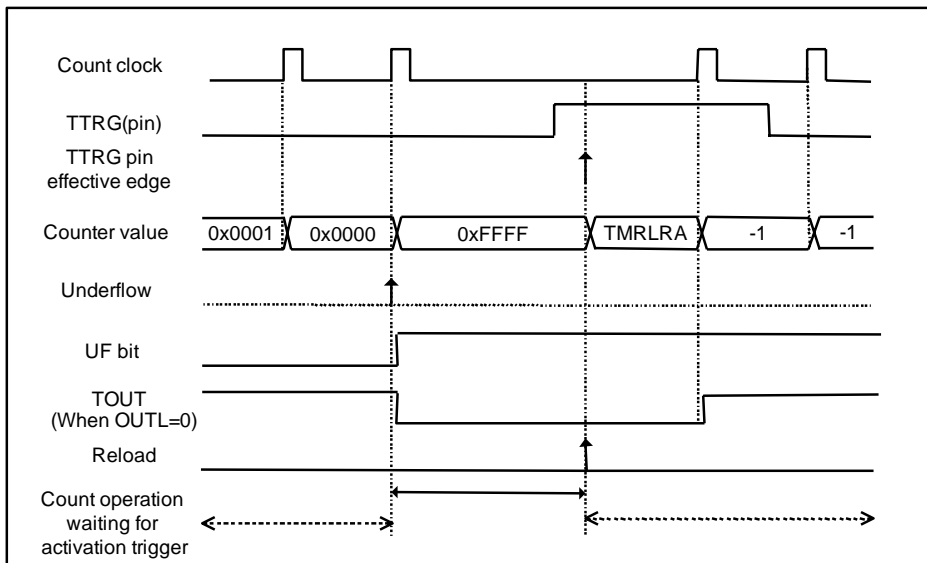 Count clock
TTRG(pin)
TTRG pin
effective edge
Counter value
0x0001 0x0000 0xFFFF TMRLRA -1 -1
Underflow
UF bit
TOUT
(When OUTL=0)
Reload
Count operation
waiting for
activation trigger